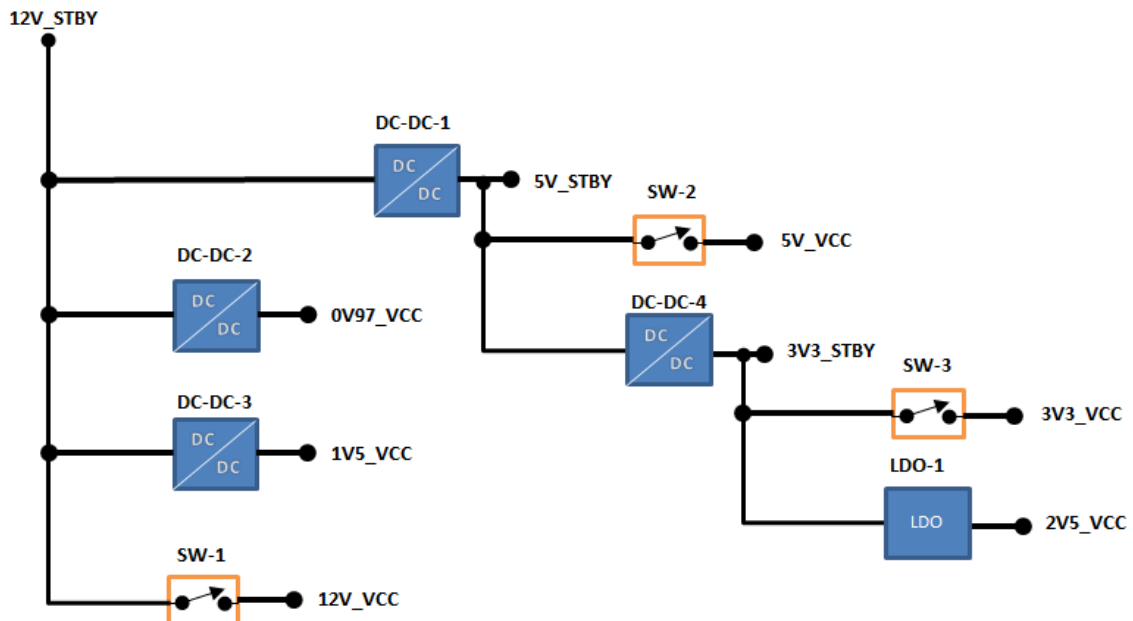 12V_STBY
DC-DC-1
DC
DC
5V_STBY
SW-2
5V_VCC
DC-DC-2
DC
DC
0V97_VCC
DC-DC-4
DC
DC
3V3_STBY
SW-3
3V3_VCC
DC-DC-3
DC
DC
1V5_VCC
LDO-1
LDO
2V5_VCC
SW-1
12V_VCC